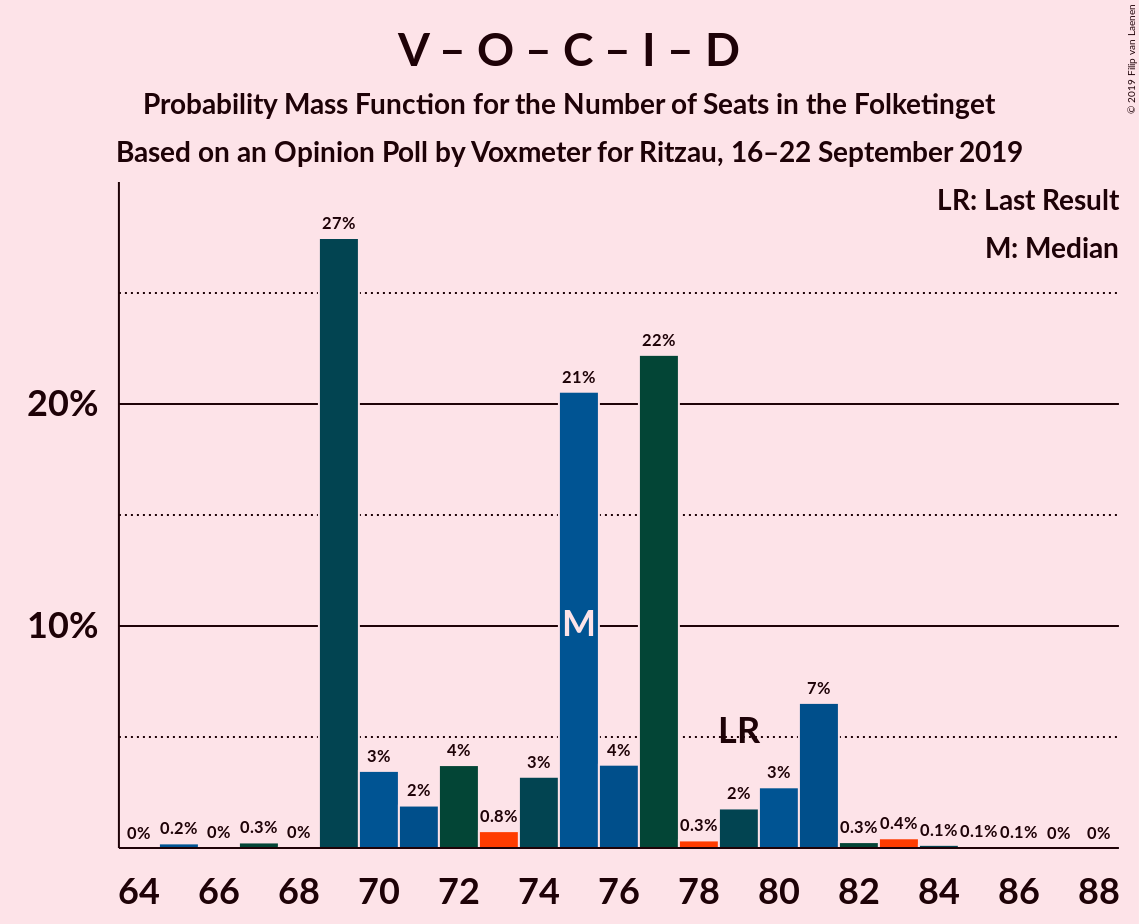 V – O – C – I – D
Probability Mass Function for the Number of Seats in the Folketinget
Based on an Opinion Poll by Voxmeter for Ritzau, 16–22 September 2019
© 2019 Filip van Laenen
LR: Last Result
M: Median
20%
10%
0% 0.2% 0% 0.3% 0% 27% 3% 2% 4% 0.8% 3% 21% 4% 22% 0.3% 2% 3% 7% 0.3% 0.4% 0.1% 0.1% 0.1% 0% 0%
M
LR
64 66 68 70 72 74 76 78 80 82 84 86 88